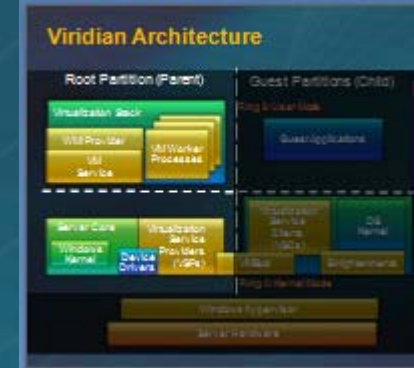 Viridian Architecture
Root Partition (Parent)
Guest Partitions (Child)
Virtualization Stack
Ring 3: User Mode
WMI Provider
VM Worker
Processes
Guest Applications
VM
Service
Server Core
Virtualization
Service
Providers
(VSPs)
Windows
Kernel
Device
Drivers
Virtualization
Service
Clients
(VSCs)
OS
Kernel
VMBus
Enlightenments
Ring 0: Kernel Mode
Windows hypervisor
Server Hardware